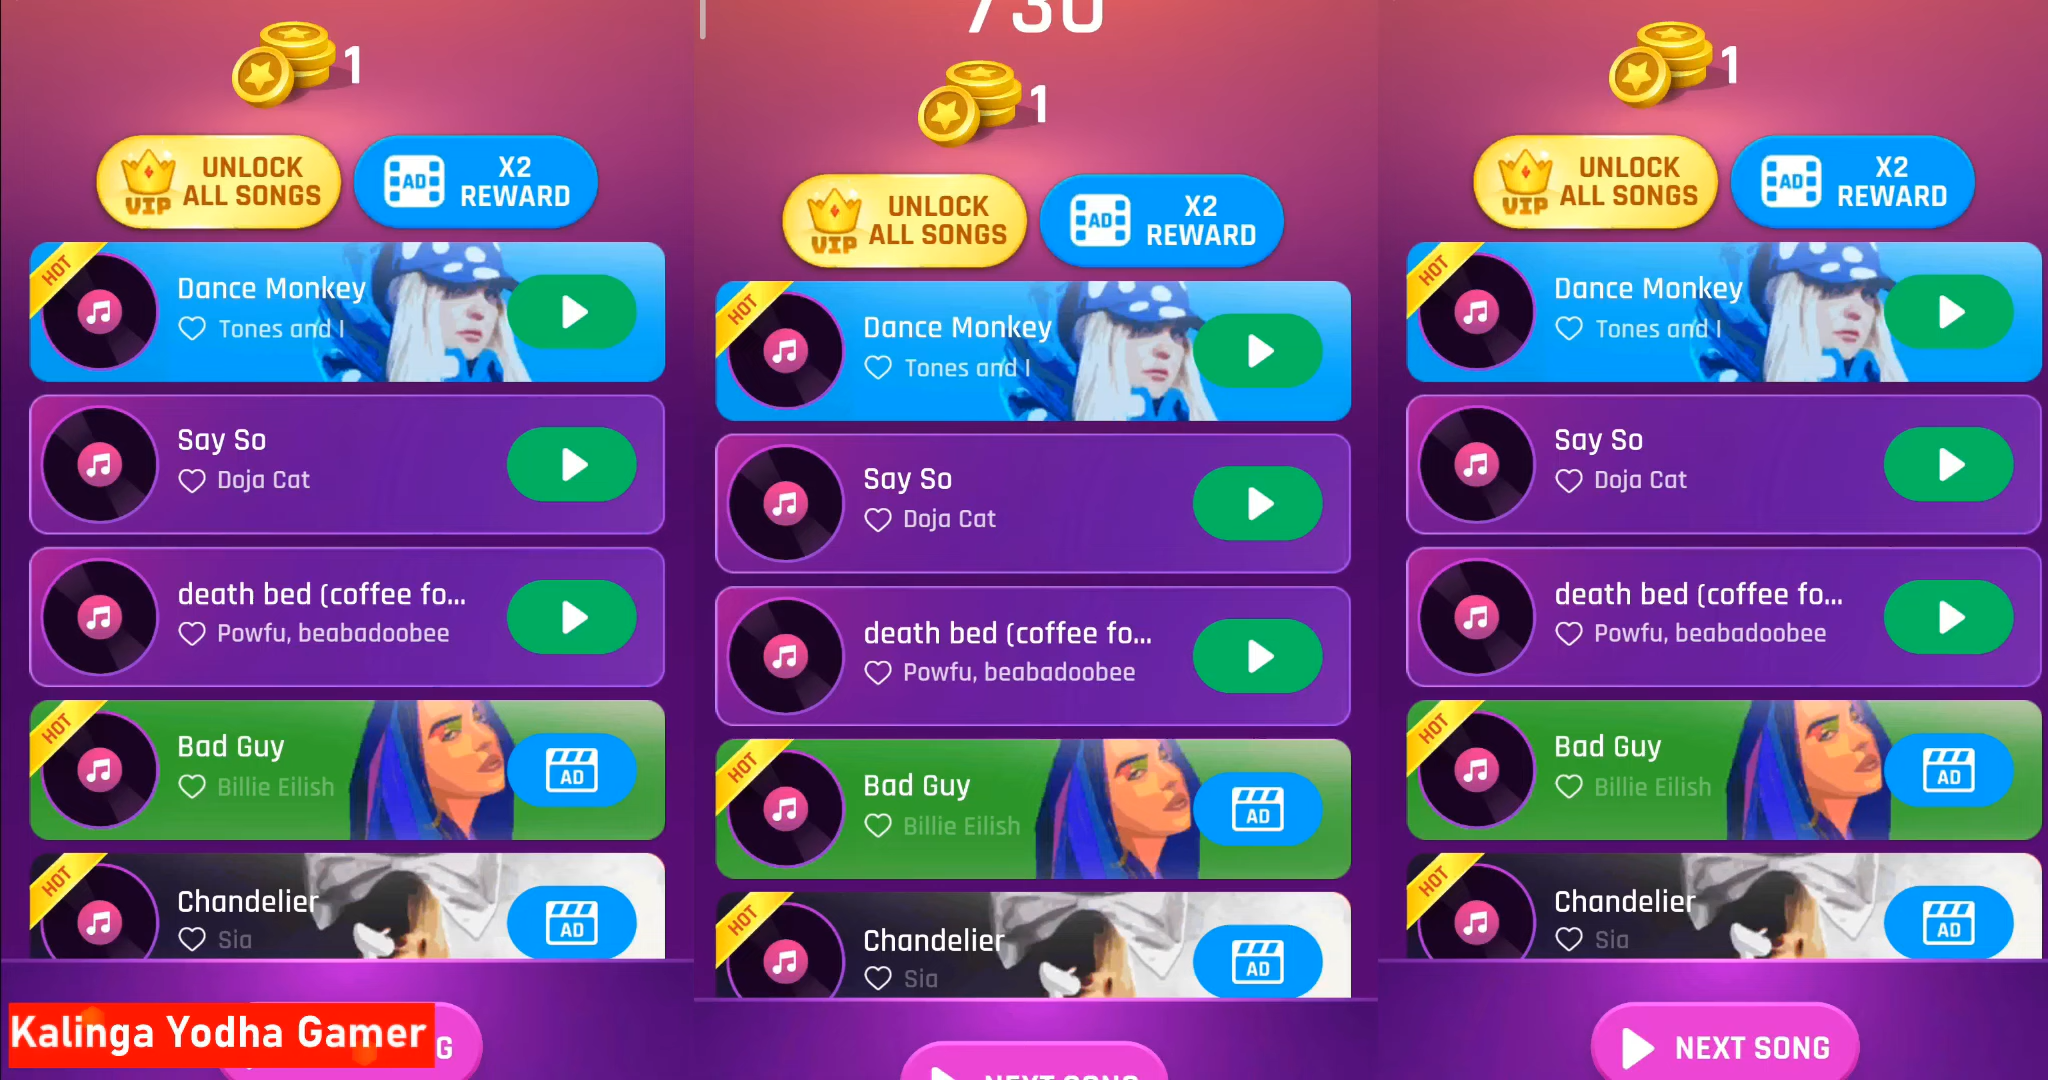 1
VIP
UNLOCK
ALL SONGS
AD
X2
REWARD
HOT
Dance Monkey
Tones and I
Say So
Doja Cat
death bed (coffee fo...
Powfu, beabadoobee
HOT
Bad Guy
Billie Eilish
AD
HOT
Chandelier
Sia
AD
Kalinga Yodha Gamer
G
730
1
VIP
UNLOCK
ALL SONGS
AD
X2
REWARD
HOT
Dance Monkey
Tones and I
Say So
Doja Cat
death bed (coffee fo...
Powfu, beabadoobee
HOT
Bad Guy
Billie Eilish
AD
HOT
Chandelier
Sia
AD
NEXT SONG
1
VIP
UNLOCK
ALL SONGS
AD
X2
REWARD
HOT
Dance Monkey
Tones and I
Say So
Doja Cat
death bed (coffee fo...
Powfu, beabadoobee
HOT
Bad Guy
Billie Eilish
AD
HOT
Chandelier
Sia
AD
NEXT SONG